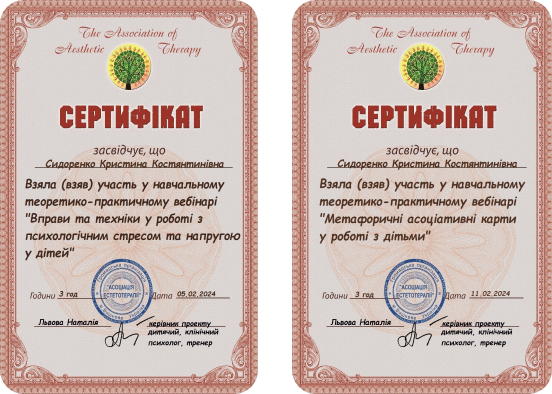 The Association of
Aesthetic Therapy
СЕРТИФІКАТ
засвідчує, що
Сидоренко Кристина Костянтинівна
Взяла (взяв) участь у навчальному
теоретико-практичному вебінарі
"Вправи та техніки у роботі з
психологічним стресом та напругою
у дітей"
"АСОЦІАЦІЯ
ЕСТЕТОТЕРАПІЇ"
Години 3 год Дата 05.02.2024
Львова Наталія керівник проекту
дитячий, клінічний
психолог, тренер
The Association of
Aesthetic Therapy
СЕРТИФІКАТ
засвідчує, що
Сидоренко Кристина Костянтинівна
Взяла (взяв) участь у навчальному
теоретико-практичному вебінарі
"Метафоричні асоціативні карти
у роботі з дітьми"
"АСОЦІАЦІЯ
ЕСТЕТОТЕРАПІЇ"
Години 3 год Дата 11.02.2024
Львова Наталія керівник проекту
дитячий, клінічний
психолог, тренер